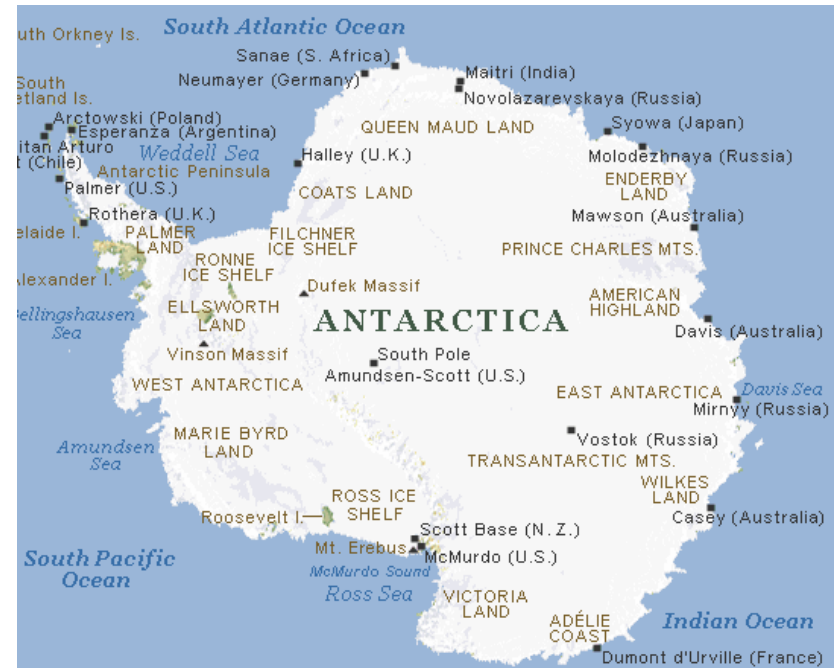 South Atlantic Ocean
uth Orkney Is.
Sanae (S. Africa)
Neumayer (Germany)
Maitri (India)
Novolazarevskaya (Russia)
South
etland Is.
Arctowski (Poland)
Esperanza (Argentina)
itan Arturo
t (Chile)
Weddell Sea
QUEEN MAUD LAND
Syowa (Japan)
Molodezhnaya (Russia)
Halley (U.K.)
Antarctic Peninsula
Palmer (U.S.)
COATS LAND
ENDERBY
LAND
Rothera (U.K.)
Mawson (Australia)
elaide I.
PALMER
LAND
FILCHNER
ICE SHELF
PRINCE CHARLES MTS.
RONNE
ICE SHELF
Alexander I.
Dufek Massif
AMERICAN
HIGHLAND
ellingshausen
Sea
ELLSWORTH
LAND
ANTARCTICA
Davis (Australia)
Vinson Massif
South Pole
Amundsen-Scott (U.S.)
WEST ANTARCTICA
EAST ANTARCTICA
Davis Sea
Mirnyy (Russia)
MARIE BYRD
LAND
Amundsen
Sea
Vostok (Russia)
TRANSANTARCTIC MTS.
WILKES
LAND
ROSS ICE
SHELF
Roosevelt I.
Casey (Australia)
Scott Base (N. Z.)
Mt. Erebus
McMurdo (U.S.)
South Pacific
Ocean
McMurdo Sound
Ross Sea
VICTORIA
LAND
ADÉLIE
COAST
Indian Ocean
Dumont d'Urville (France)